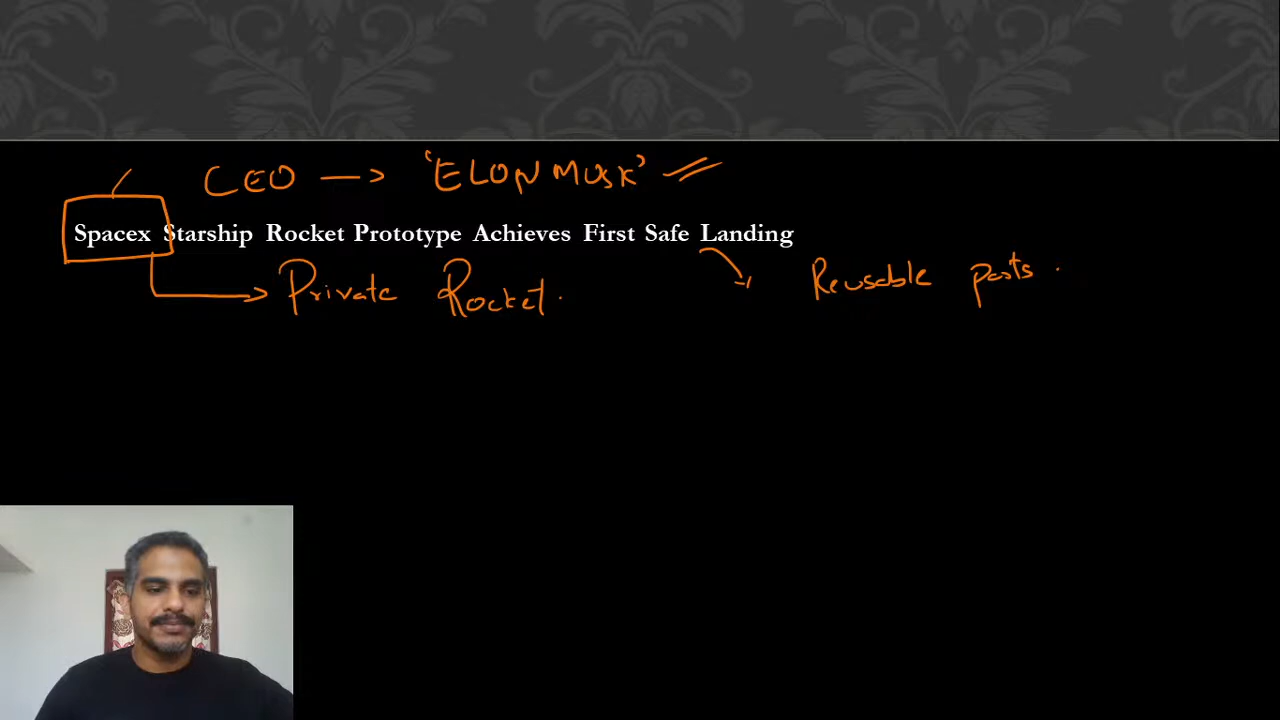 CEO → 'ELON MUSK'
Spacex Starship Rocket Prototype Achieves First Safe Landing
Private Rocket. Reusable parts.